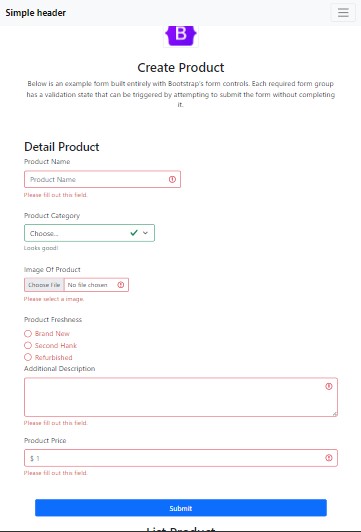 Simple header
B
Create Product
Below is an example form built entirely with Bootstrap's form controls. Each required form group
has a validation state that can be triggered by attempting to submit the form without completing
it.
Detail Product
Product Name
Product Name
Please fill out this field.
Product Category
Choose...
Looks good!
Image Of Product
Choose File No file chosen
Please select a image.
Product Freshness
Brand New
Second Hank
Refurbished
Additional Description
Please fill out this field.
Product Price
$ 1
Please fill out this field.
Submit
List Product